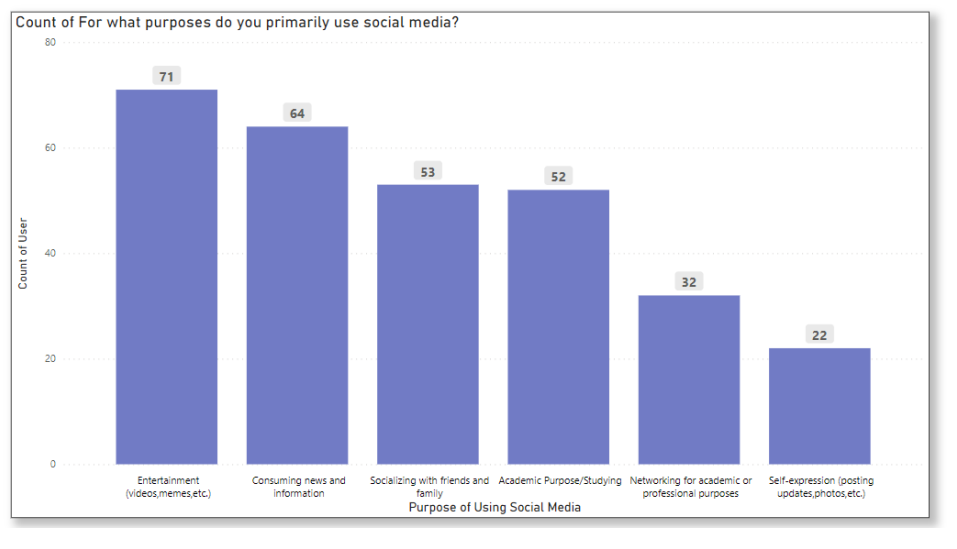 Count of For what purposes do you primarily use social media?
80
60
40
20
0
Count of User
71
64
53
52
32
22
Entertainment
(videos,memes,etc.)
Consuming news and
information
Socializing with friends and
family
Academic Purpose/Studying
Networking for academic or
professional purposes
Self-expression (posting
updates,photos,etc.)
Purpose of Using Social Media